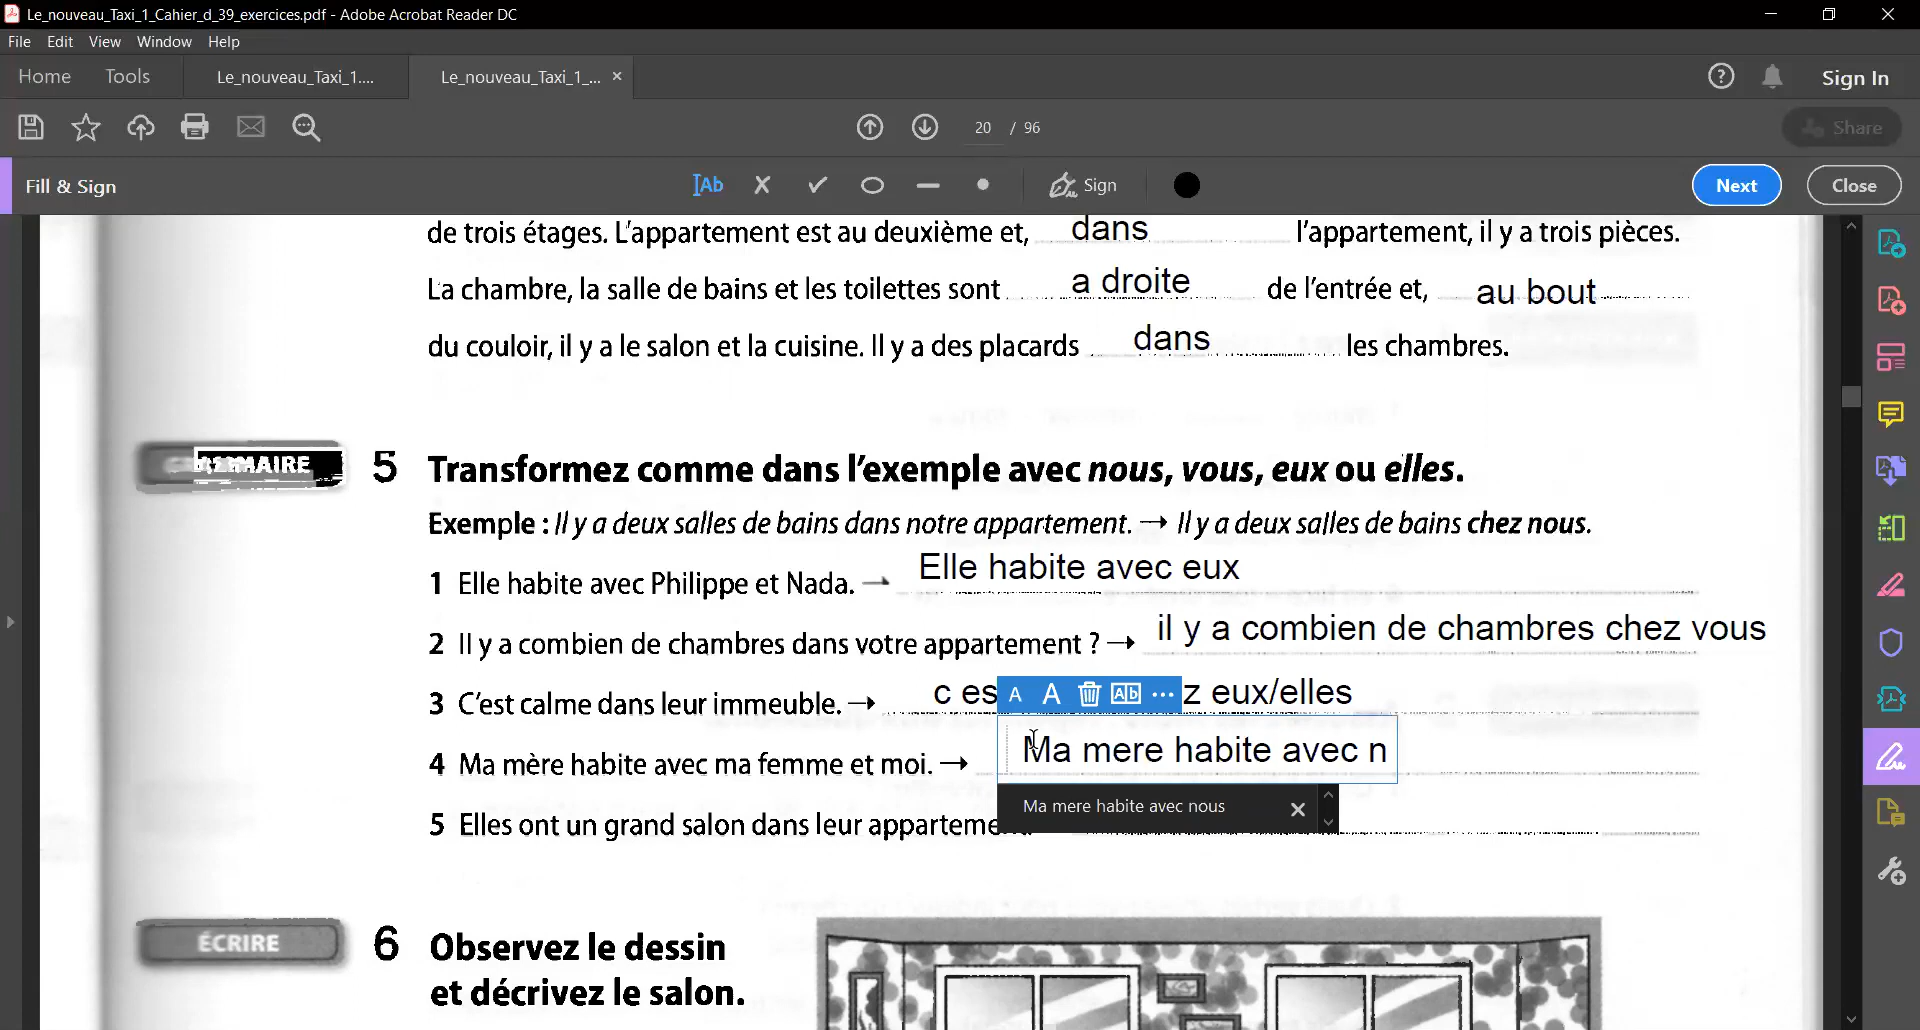 Le_nouveau_Taxi_1_Cahier_d_39_exercices.pdf - Adobe Acrobat Reader DC
File Edit View Window Help
Home Tools Le_nouveau_Taxi_1.... Le_nouveau_Taxi_1_... × Sign In
20 / 96 Share
Fill & Sign Ab Sign Next Close
de trois étages. L'appartement est au deuxième et, dans l'appartement, il y a trois pièces.
La chambre, la salle de bains et les toilettes sont a droite de l'entrée et, au bout
du couloir, il y a le salon et la cuisine. Il y a des placards dans les chambres.
5 Transformez comme dans l'exemple avec nous, vous, eux ou elles.
Exemple : Il y a deux salles de bains dans notre appartement. → Il y a deux salles de bains chez nous.
1 Elle habite avec Philippe et Nada. → Elle habite avec eux
2 Il y a combien de chambres dans votre appartement ? → il y a combien de chambres chez vous
3 C'est calme dans leur immeuble. → c es A A Ab ... z eux/elles
4 Ma mère habite avec ma femme et moi. → Ma mere habite avec n
Ma mere habite avec nous
5 Elles ont un grand salon dans leur apparteme
ÉCRIRE 6 Observez le dessin
et décrivez le salon.